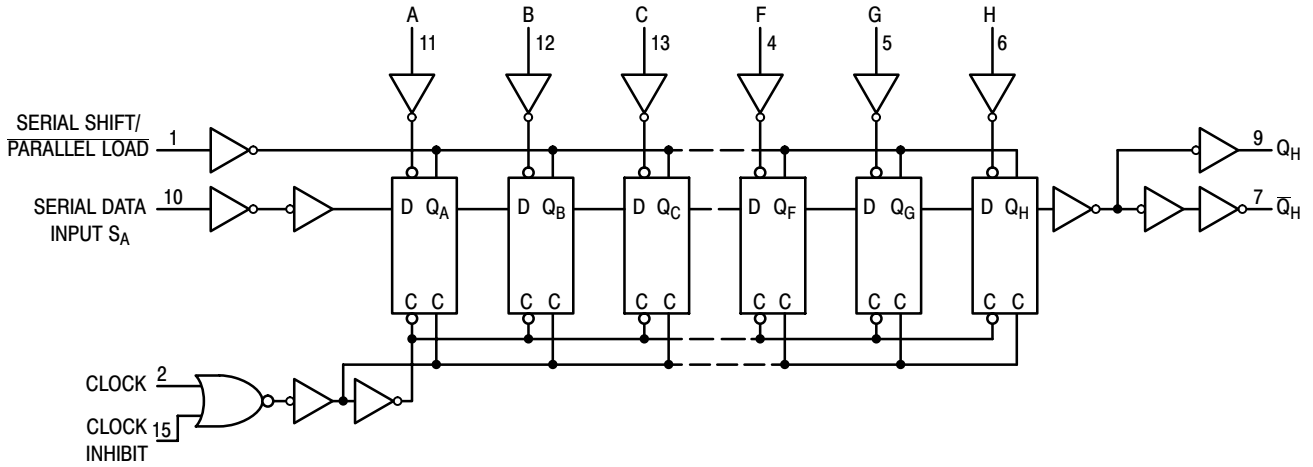 A B C F G H
11 12 13 4 5 6
SERIAL SHIFT/
PARALLEL LOAD 1
9 QH
SERIAL DATA 10
INPUT SA
D QA D QB D QC D QF D QG D QH
7 Q̅H
C C C C C C C C C C C C
CLOCK 2
CLOCK 15
INHIBIT